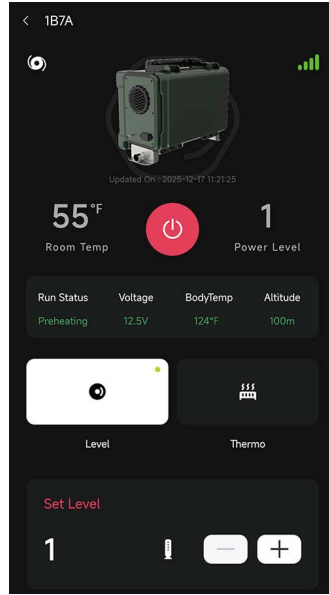 1B7A
Updated On : 2025-12-17 11:21:25
55°F
1
Room Temp
Power Level
Run Status Voltage BodyTemp Altitude
Preheating 12.5V 124°F 100m
Level
Thermo
Set Level
1